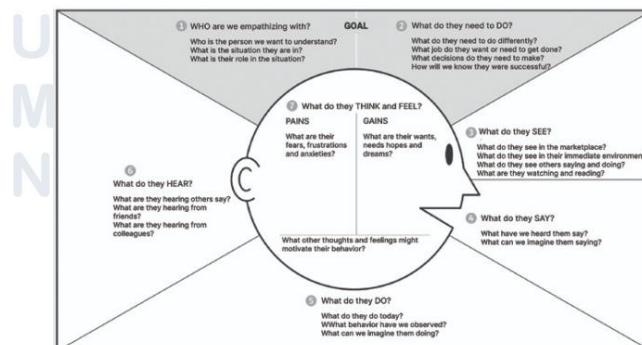 U
M
N
1 WHO are we empathizing with?
Who is the person we want to understand?
What is the situation they are in?
What is their role in the situation?
GOAL
2 What do they need to DO?
What do they need to do differently?
What job do they want or need to get done?
What decisions do they need to make?
How will we know they were successful?
3 What do they SEE?
What do they see in the marketplace?
What do they see in their immediate environmen
What do they see others saying and doing?
What are they watching and reading?
4 What do they SAY?
What have we heard them say?
What can we imagine them saying?
5 What do they DO?
What do they do today?
WWhat behavior have we observed?
What can we imagine them doing?
6
What do they HEAR?
What are they hearing others say?
What are they hearing from
friends?
What are they hearing from
colleagues?
7 What do they THINK and FEEL?
PAINS
What are their
fears, frustrations
and anxieties?
GAINS
What are their wants,
needs hopes and
dreams?
What other thoughts and feelings might
motivate their behavior?